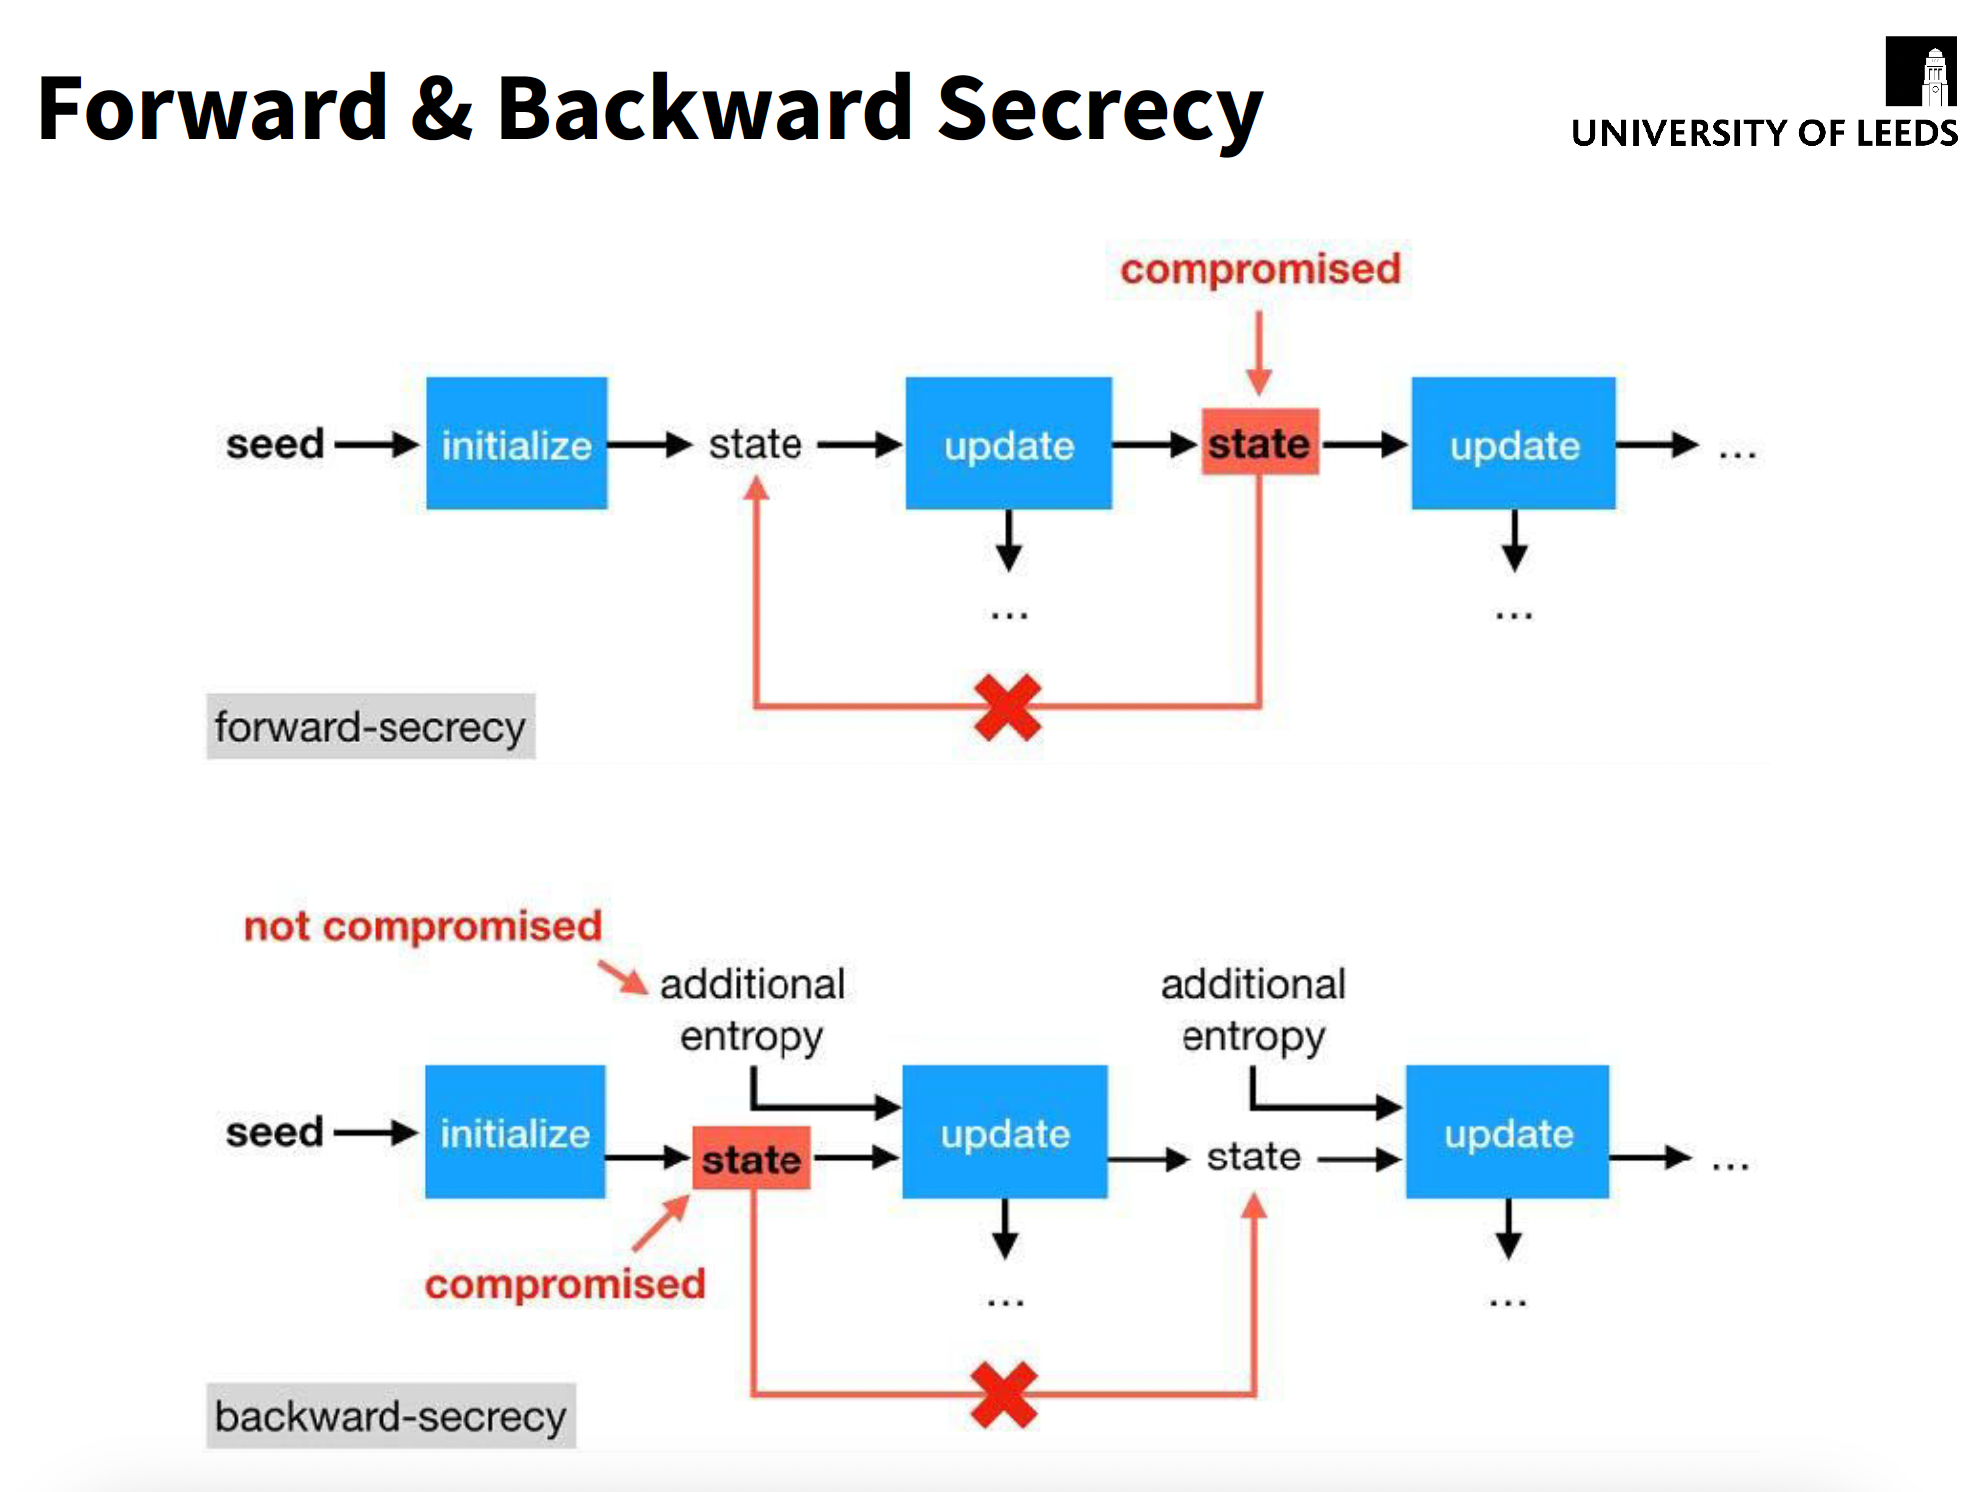 Forward & Backward Secrecy
UNIVERSITY OF LEEDS
compromised
seed
initialize
state
update
state
update
...
...
...
forward-secrecy
not compromised
additional
entropy
additional
entropy
seed
initialize
state
update
state
update
...
compromised
...
...
backward-secrecy